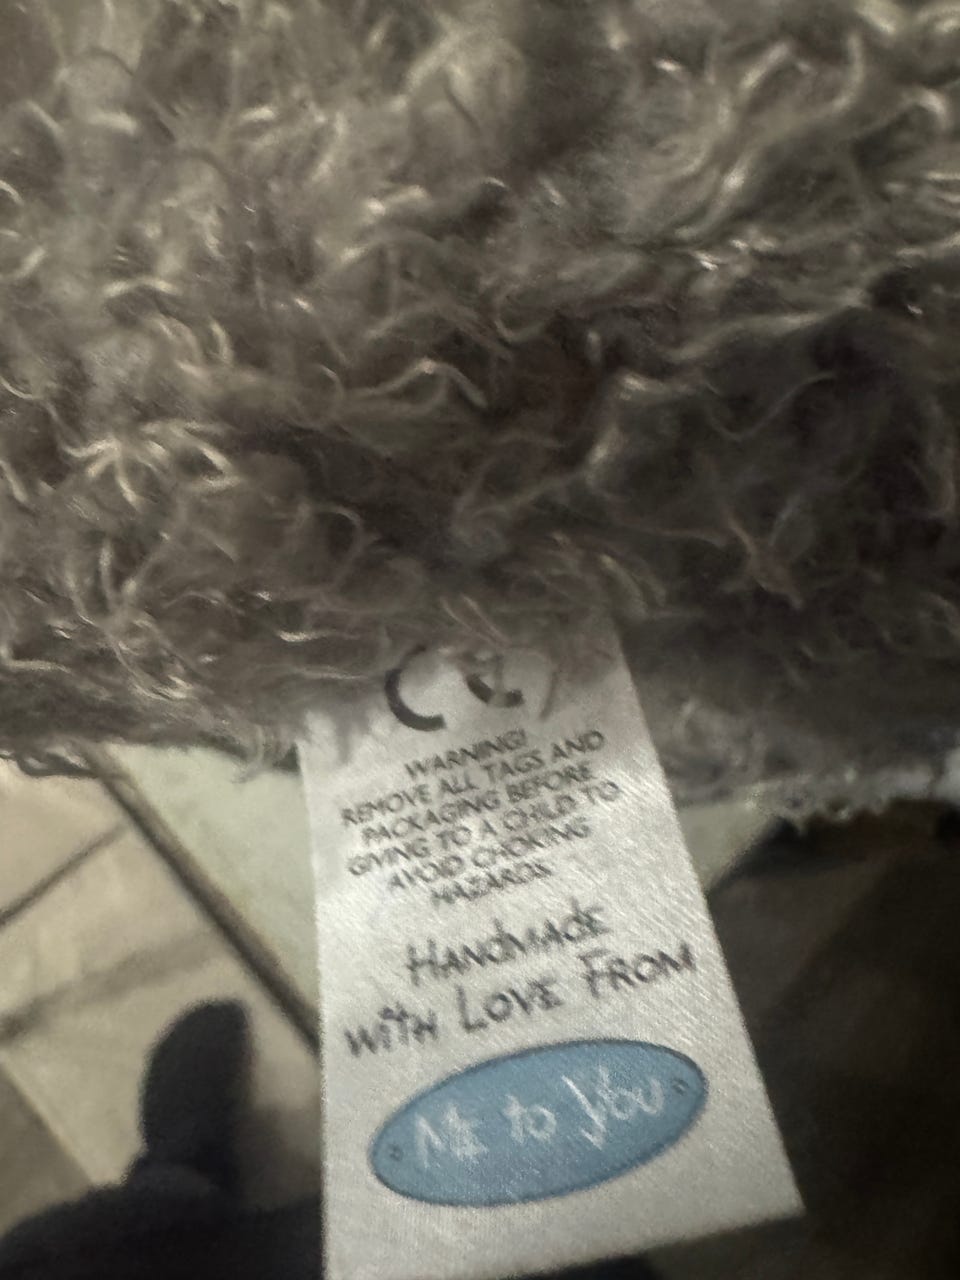 CE
WARNING!
REMOVE ALL TAGS AND
PACKAGING BEFORE
GIVING TO A CHILD TO
AVOID CHOKING
HAZARDS
HANDMADE
WITH LOVE FROM
Me to You